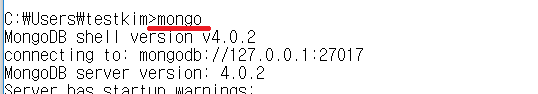 C:₩Users₩testkim>mongo
MongoDB shell version v4.0.2
connecting to: mongodb://127.0.0.1:27017
MongoDB server version: 4.0.2
Server has startup warnings: